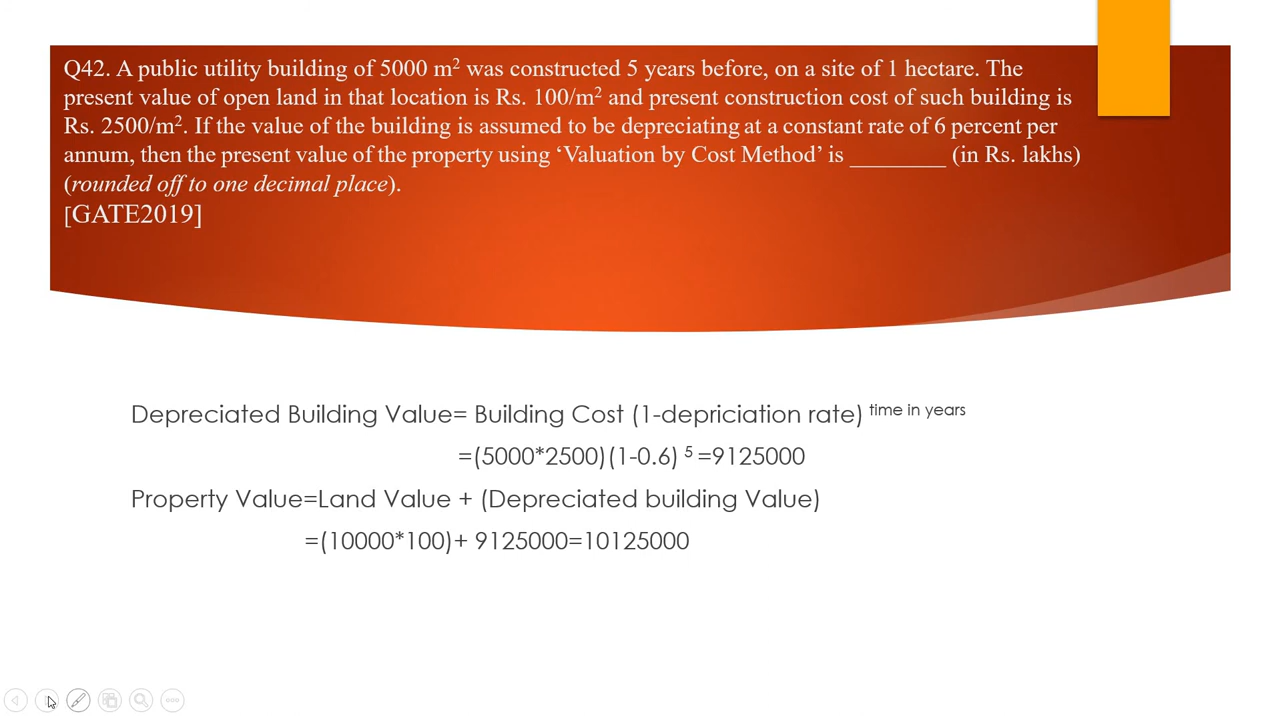 Q42. A public utility building of 5000 m² was constructed 5 years before, on a site of 1 hectare. The
present value of open land in that location is Rs. 100/m² and present construction cost of such building is
Rs. 2500/m². If the value of the building is assumed to be depreciating at a constant rate of 6 percent per
annum, then the present value of the property using ‘Valuation by Cost Method’ is ________ (in Rs. lakhs)
(rounded off to one decimal place).
[GATE2019]
Depreciated Building Value= Building Cost (1-depriciation rate) time in years
=(5000*2500)(1-0.6) ⁵ =9125000
Property Value=Land Value + (Depreciated building Value)
=(10000*100)+ 9125000=10125000